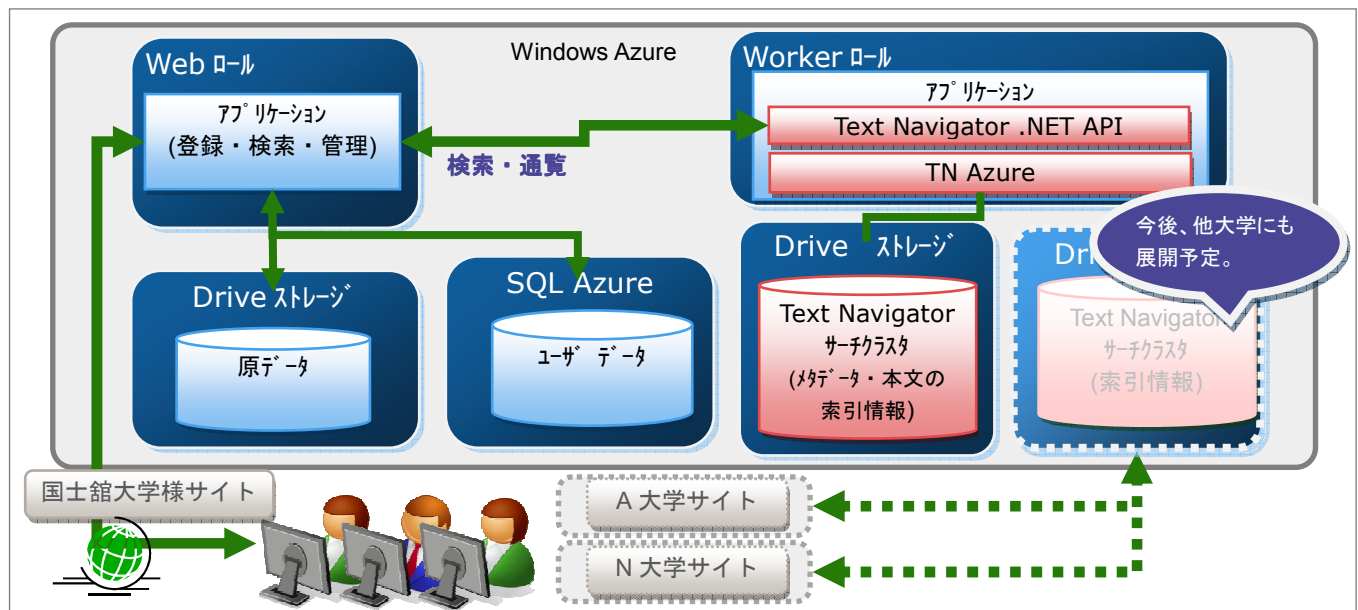 Windows Azure
Web ﾛｰﾙ
ｱﾌﾟﾘｹｰｼｮﾝ
(登録・検索・管理)
検索・通覧
Worker ﾛｰﾙ
ｱﾌﾟﾘｹｰｼｮﾝ
Text Navigator .NET API
TN Azure
Drive ｽﾄﾚｰｼﾞ
原ﾃﾞｰﾀ
SQL Azure
ﾕｰｻﾞ ﾃﾞｰﾀ
Drive ｽﾄﾚｰｼﾞ
Text Navigator
ｻｰﾁｸﾗｽﾀ
(ﾒﾀﾃﾞｰﾀ・本文の
索引情報)
今後、他大学にも
展開予定。
Text Navigator
ｻｰﾁｸﾗｽﾀ
(索引情報)
国士舘大学様サイト
A 大学サイト
N 大学サイト